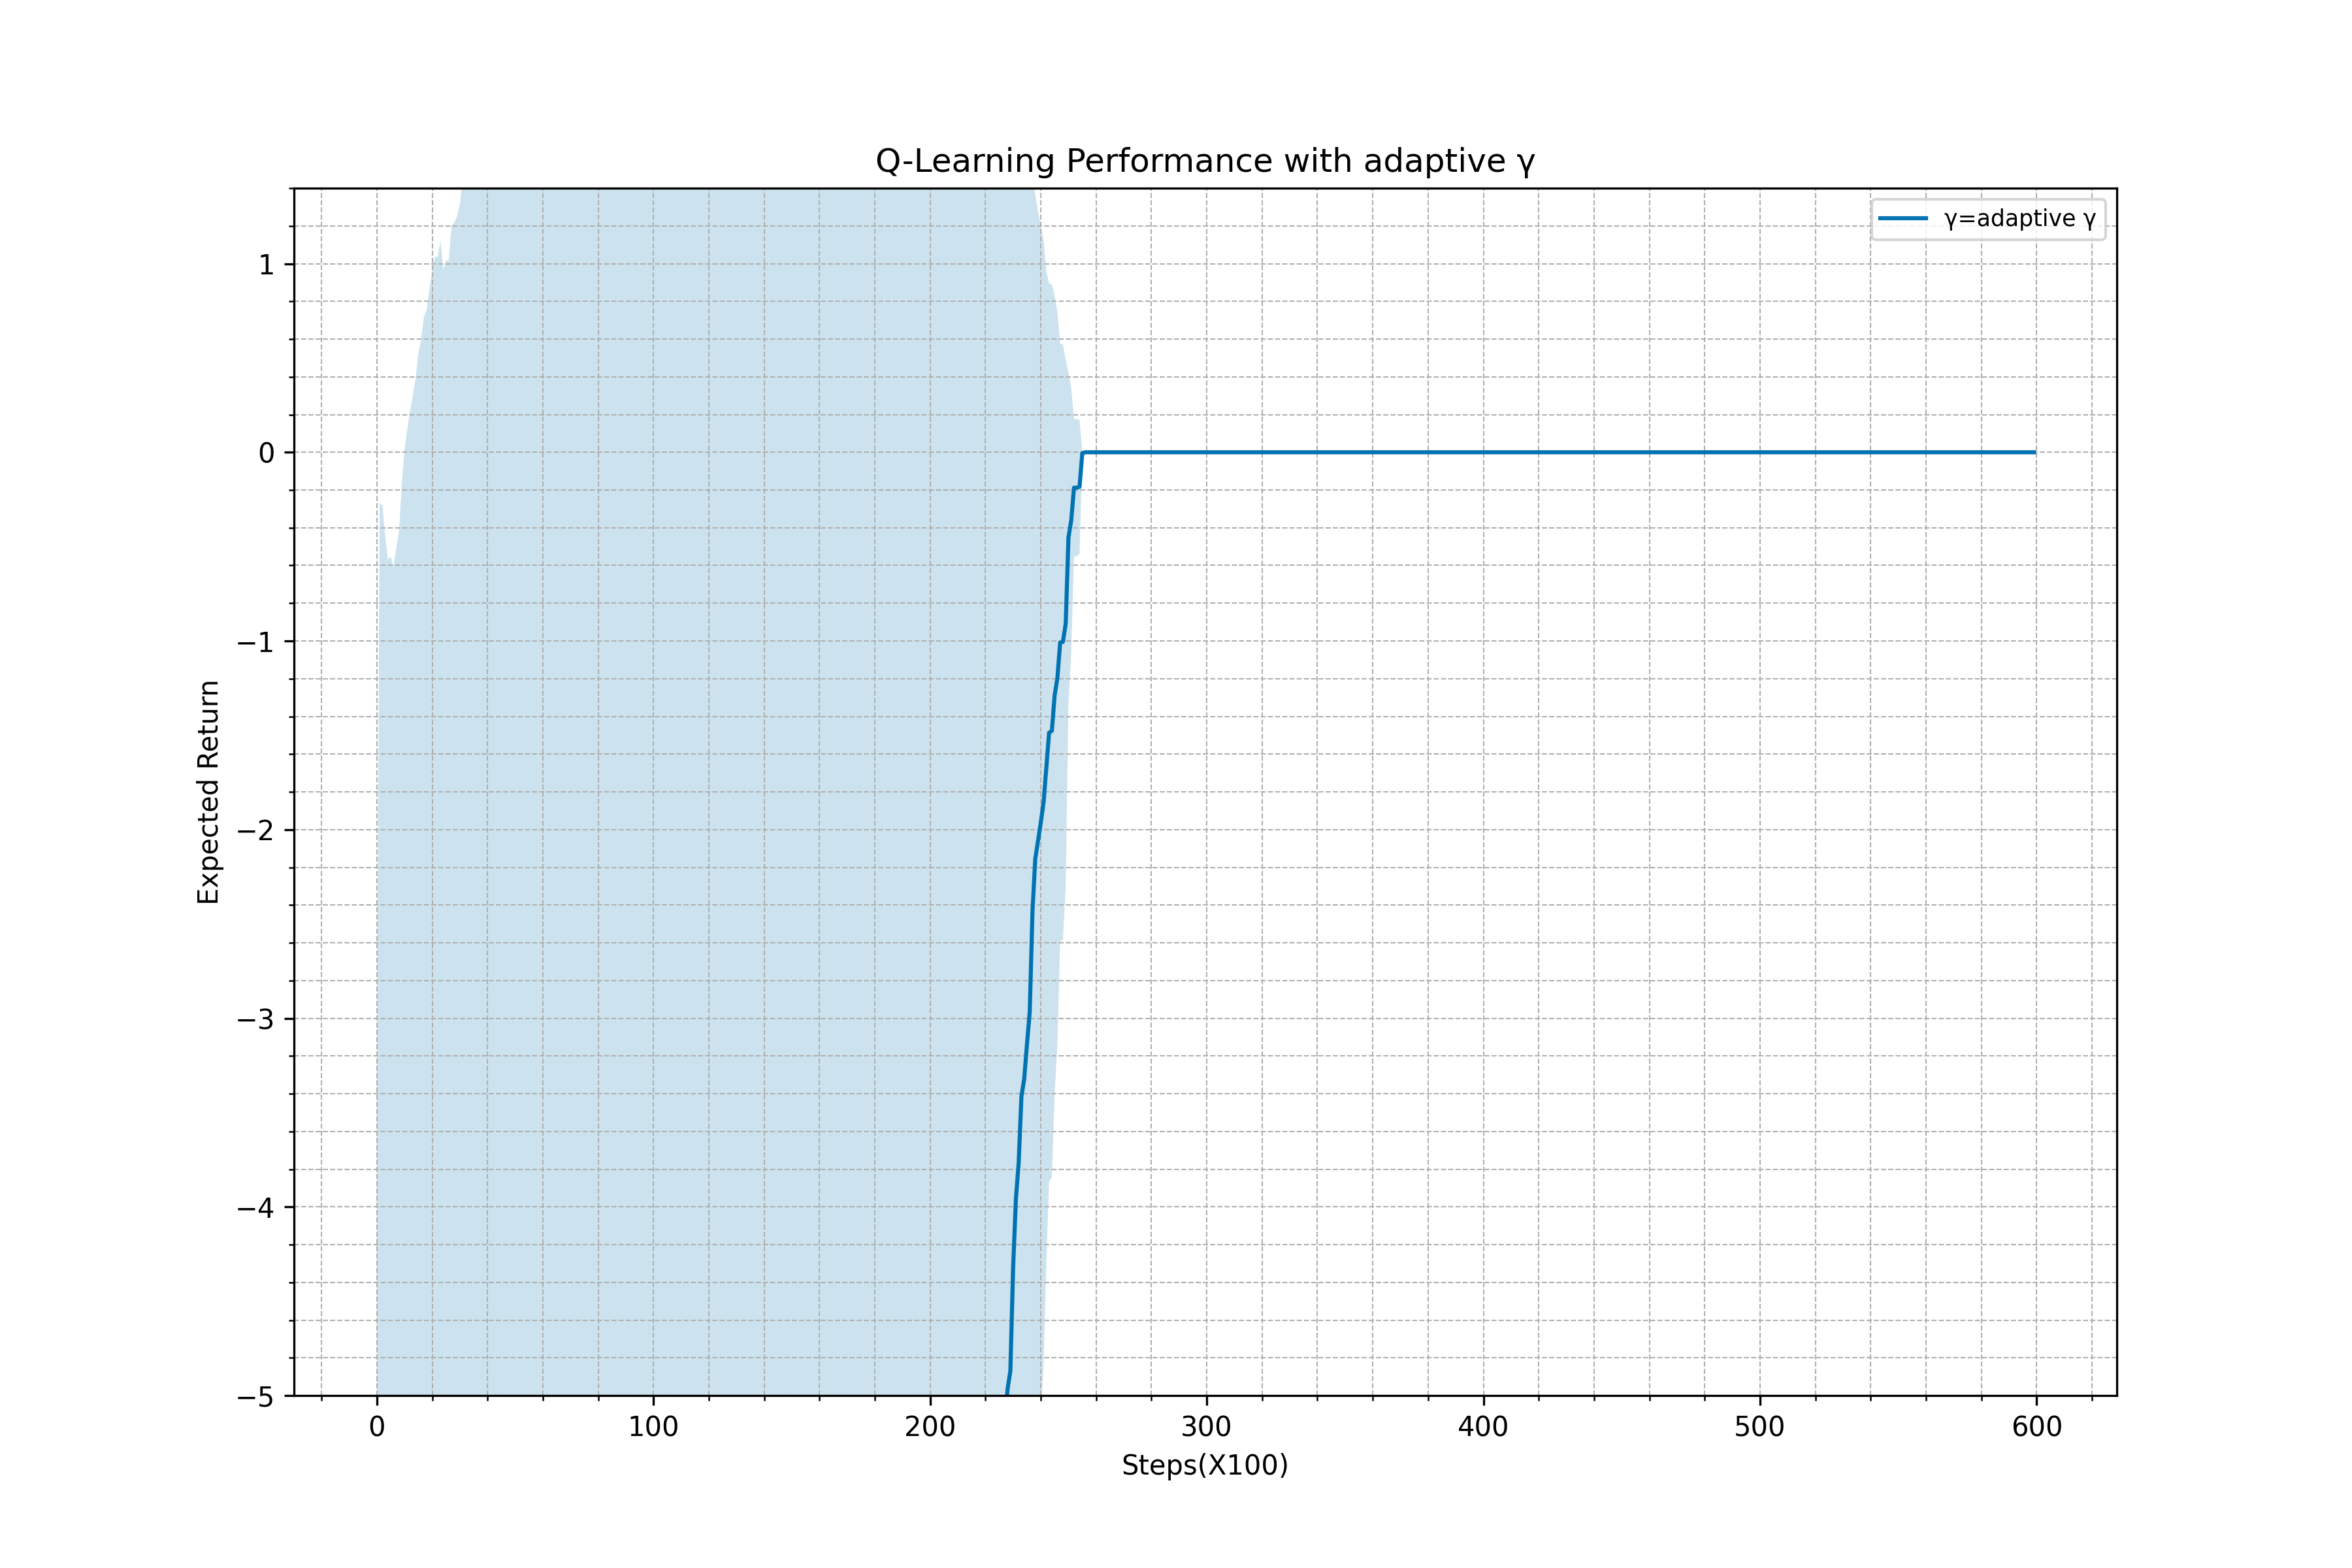 Q-Learning Performance with adaptive γ
γ=adaptive γ
1
0
−1
−2
−3
−4
−5
Expected Return
0 100 200 300 400 500 600
Steps(X100)